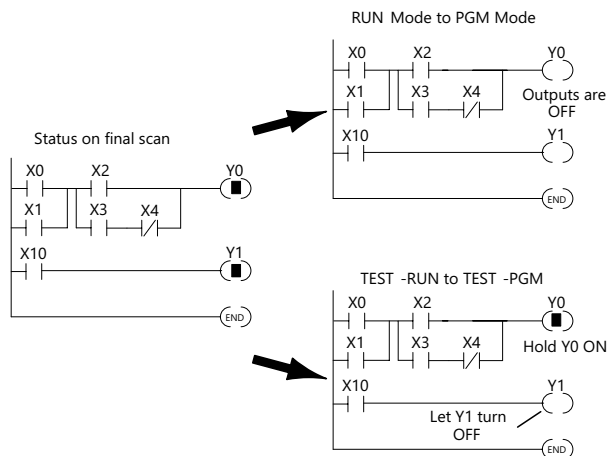 Status on final scan
X0 X2 Y0
X1 X3 X4
X10 Y1
END
RUN Mode to PGM Mode
X0 X2 Y0
X1 X3 X4
Outputs are
OFF
X10 Y1
END
TEST -RUN to TEST -PGM
X0 X2 Y0
X1 X3 X4
Hold Y0 ON
X10 Y1
Let Y1 turn
OFF
END